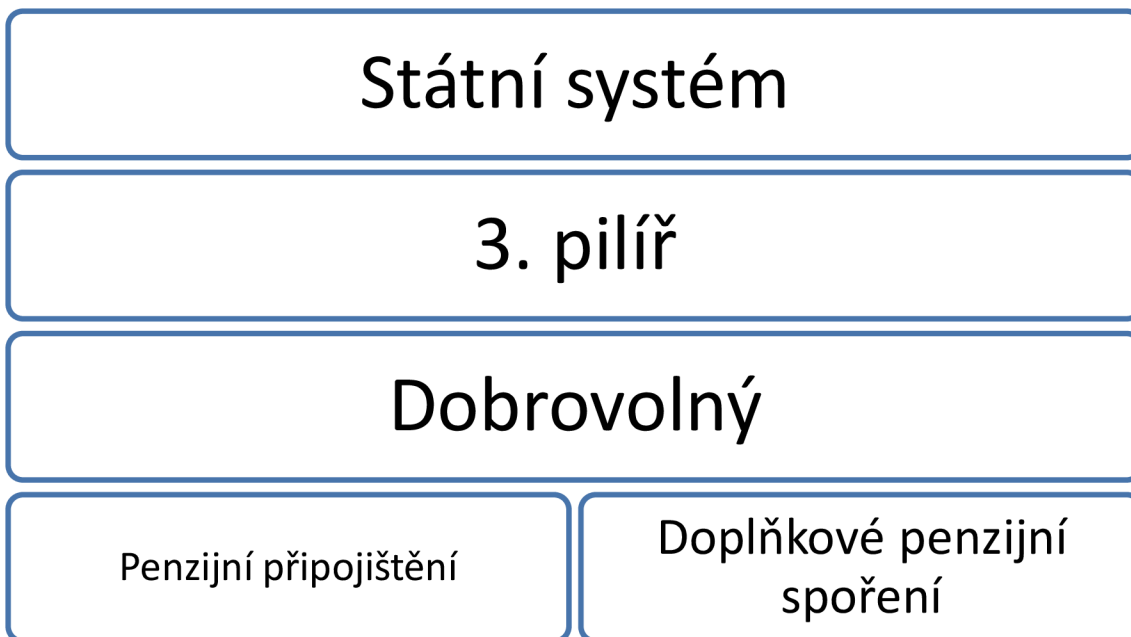 Státní systém
3. pilíř
Dobrovolný
Penzijní připojištění
Doplňkové penzijní
spoření